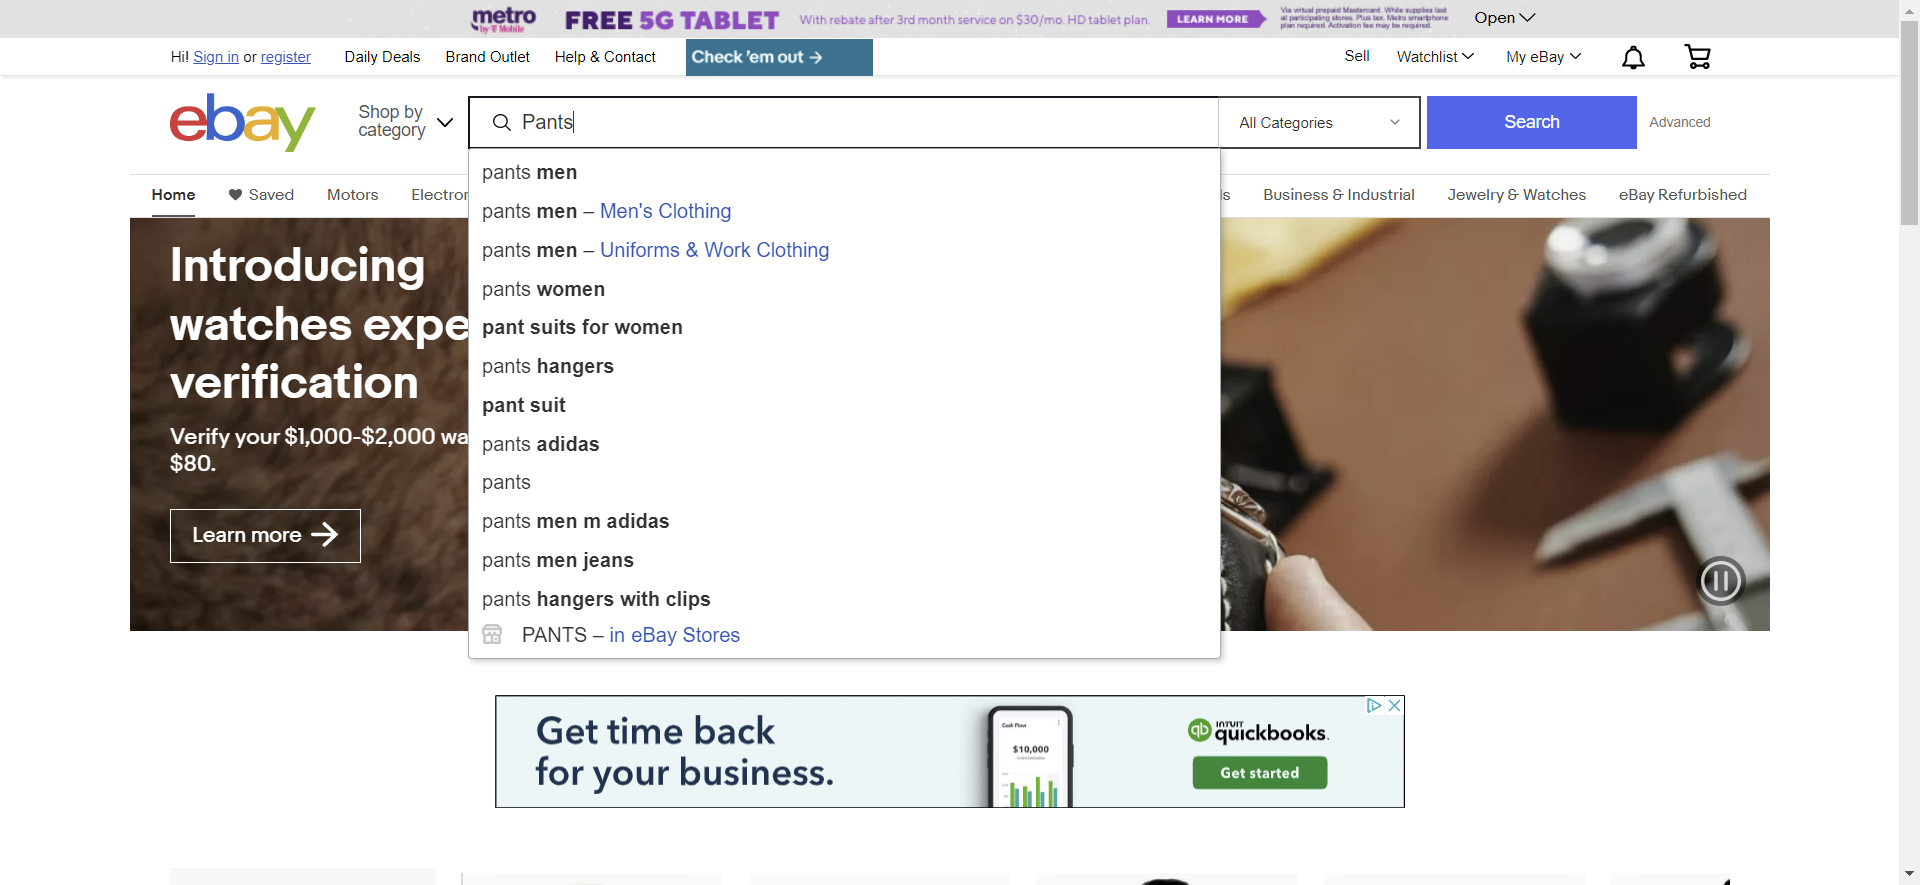 metro
by T Mobile
FREE 5G TABLET
With rebate after 3rd month service on $30/mo. HD tablet plan.
LEARN MORE
Via virtual prepaid Mastercard. While supplies last
at participating stores. Plus tax. Metro smartphone
plan required. Activation fee may be required.
Open
Hi! Sign in or register
Daily Deals
Brand Outlet
Help & Contact
Check 'em out →
Sell
Watchlist
My eBay
ebay
Shop by
category
Pants
All Categories
Search
Advanced
Home
Saved
Motors
Electror
ls
Business & Industrial
Jewelry & Watches
eBay Refurbished
Introducing
watches expe
verification
Verify your $1,000-$2,000 wa
$80.
Learn more
pants men
pants men – Men's Clothing
pants men – Uniforms & Work Clothing
pants women
pant suits for women
pants hangers
pant suit
pants adidas
pants
pants men m adidas
pants men jeans
pants hangers with clips
PANTS – in eBay Stores
Get time back
for your business.
Cash Flow
$10,000
qb
INTUIT
quickbooks.
Get started